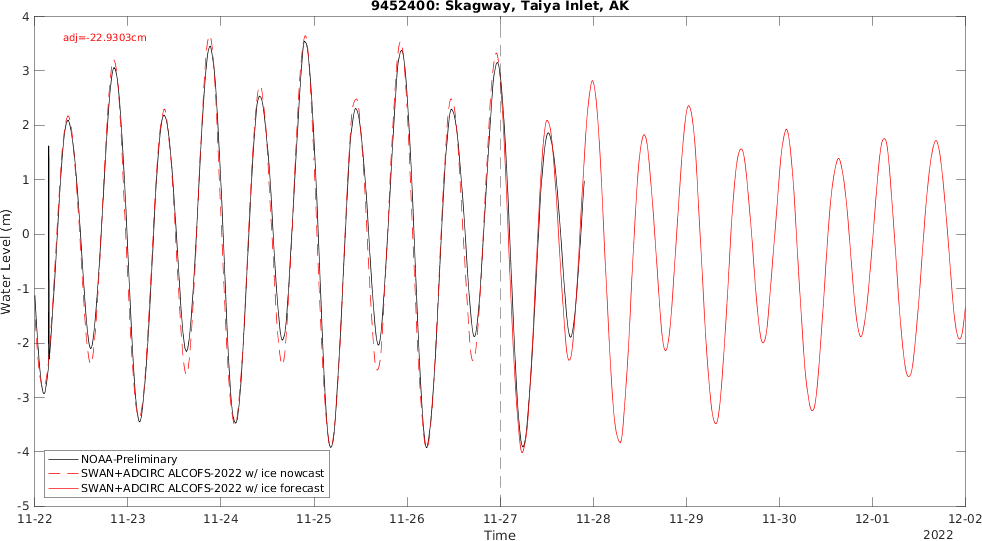 9452400: Skagway, Taiya Inlet, AK
adj=-22.9303cm
4
3
2
1
0
-1
-2
-3
-4
-5
Water Level (m)
NOAA-Preliminary
SWAN+ADCIRC ALCOFS-2022 w/ ice nowcast
SWAN+ADCIRC ALCOFS-2022 w/ ice forecast
11-22 11-23 11-24 11-25 11-26 11-27 11-28 11-29 11-30 12-01 12-02
Time
2022